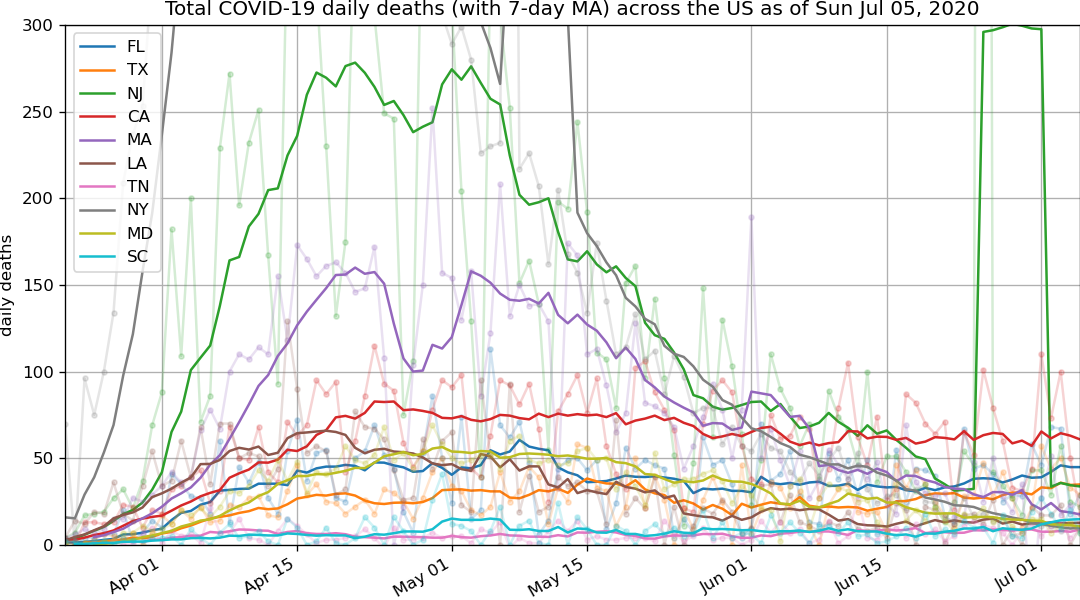 Total COVID-19 daily deaths (with 7-day MA) across the US as of Sun Jul 05, 2020
300
250
200
150
100
50
0
daily deaths
FL
TX
NJ
CA
MA
LA
TN
NY
MD
SC
Apr 01
Apr 15
May 01
May 15
Jun 01
Jun 15
Jul 01